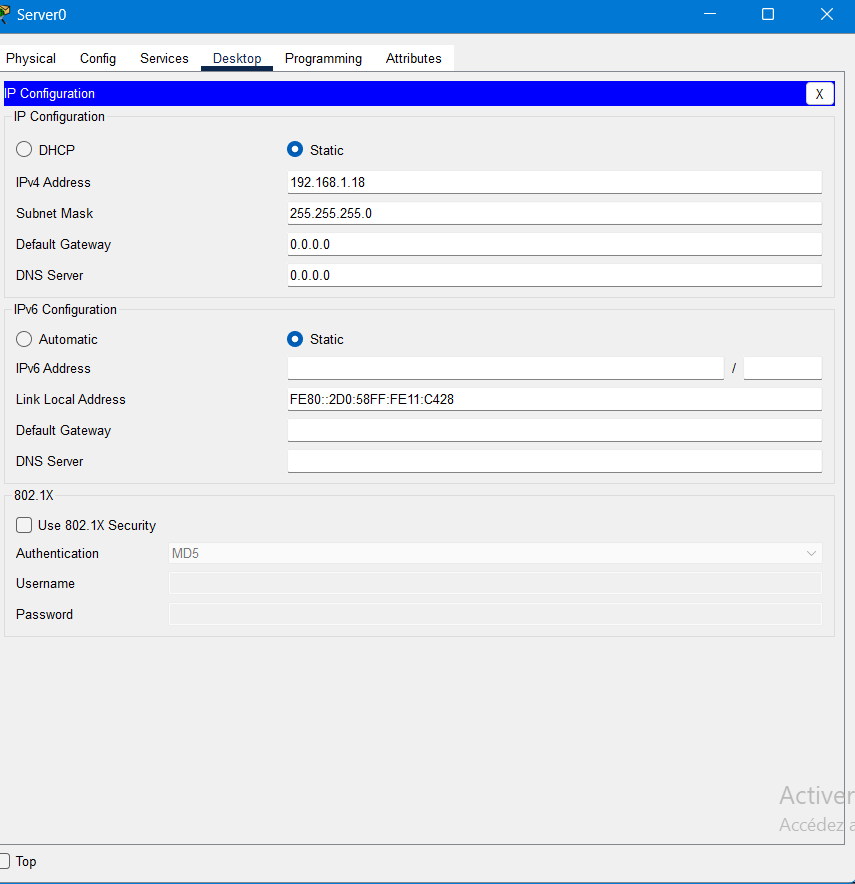 Server0
Physical Config Services Desktop Programming Attributes
IP Configuration X
IP Configuration
DHCP Static
IPv4 Address 192.168.1.18
Subnet Mask 255.255.255.0
Default Gateway 0.0.0.0
DNS Server 0.0.0.0
IPv6 Configuration
Automatic Static
IPv6 Address /
Link Local Address FE80::2D0:58FF:FE11:C428
Default Gateway
DNS Server
802.1X
Use 802.1X Security
Authentication MD5
Username
Password
Activer
Accédez a
Top